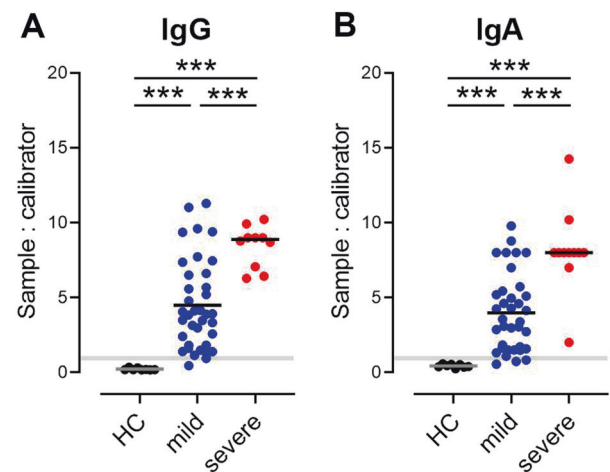 A
IgG
***
***
***
20
15
10
5
0
Sample : calibrator
HC
mild
severe
B
IgA
***
***
***
20
15
10
5
0
Sample : calibrator
HC
mild
severe